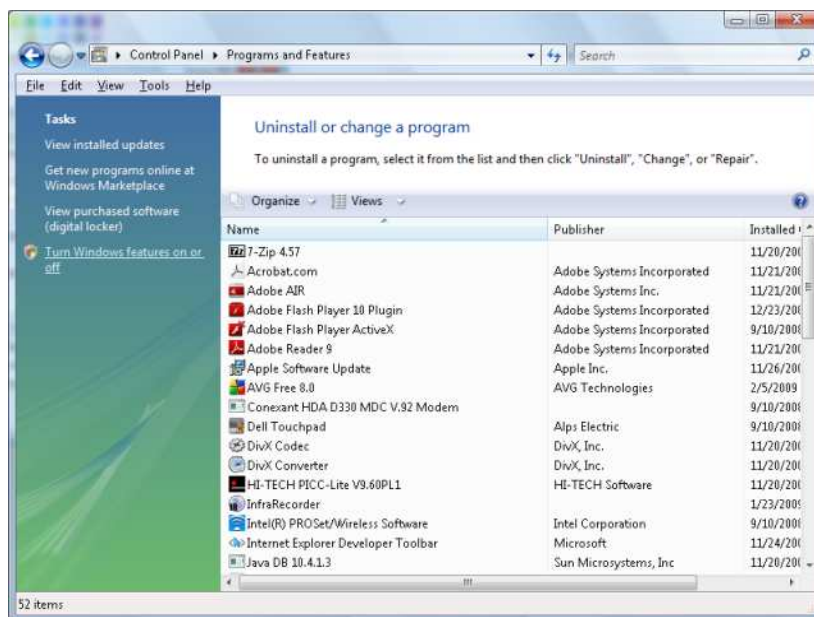 Control Panel ▸ Programs and Features
Search
File Edit View Tools Help
Tasks
View installed updates
Get new programs online at
Windows Marketplace
View purchased software
(digital locker)
Turn Windows features on or
off
Uninstall or change a program
To uninstall a program, select it from the list and then click "Uninstall", "Change", or "Repair".
Organize Views
Name Publisher Installed
7-Zip 4.57 11/20/200
Acrobat.com Adobe Systems Incorporated 11/21/200
Adobe AIR Adobe Systems Inc. 11/21/200
Adobe Flash Player 10 Plugin Adobe Systems Incorporated 12/23/200
Adobe Flash Player ActiveX Adobe Systems Incorporated 9/10/2008
Adobe Reader 9 Adobe Systems Incorporated 11/21/200
Apple Software Update Apple Inc. 11/26/200
AVG Free 8.0 AVG Technologies 2/5/2009
Conexant HDA D330 MDC V.92 Modem 9/10/2008
Dell Touchpad Alps Electric 9/10/2008
DivX Codec DivX, Inc. 11/20/200
DivX Converter DivX, Inc. 11/20/200
HI-TECH PICC-Lite V9.60PL1 HI-TECH Software 11/20/200
InfraRecorder 1/23/2009
Intel(R) PROSet/Wireless Software Intel Corporation 9/10/2008
Internet Explorer Developer Toolbar Microsoft 11/24/200
Java DB 10.4.1.3 Sun Microsystems, Inc 11/20/200
52 items